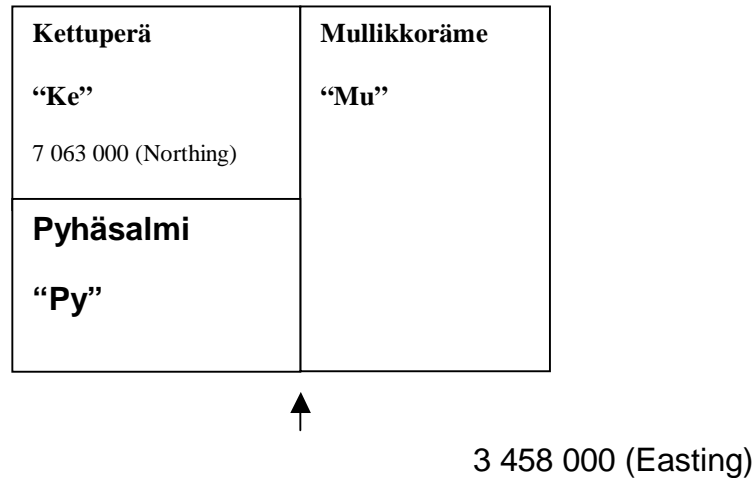 Kettuperä
“Ke”
7 063 000 (Northing)
Mullikkoräme
“Mu”
Pyhäsalmi
“Py”
3 458 000 (Easting)